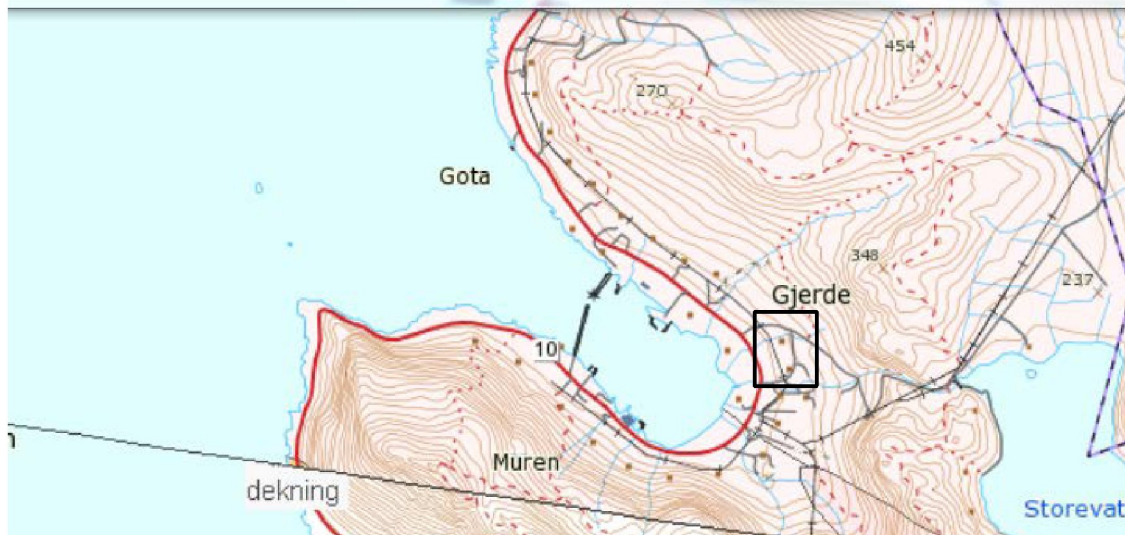 454
270
Gota
348
237
Gjerde
10
n
Muren
dekning
Storevat